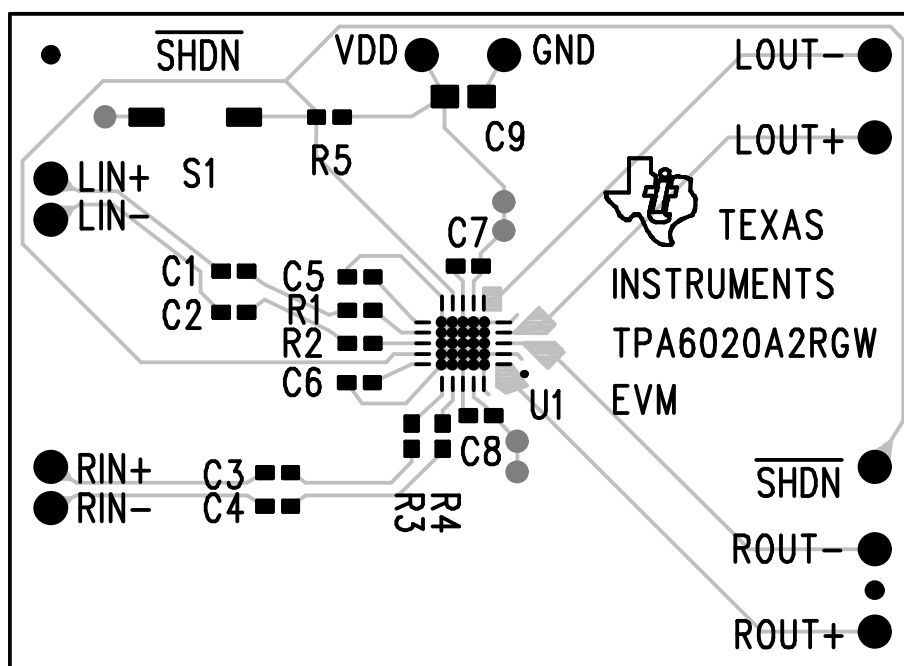 SHDN
VDD
GND
LOUT-
C9
LOUT+
R5
S1
LIN+
LIN-
TEXAS
INSTRUMENTS
TPA6020A2RGW
EVM
C7
C1
C5
C2
R1
R2
C6
U1
C8
RIN+
C3
RIN-
C4
R3
R4
SHDN
ROUT-
ROUT+